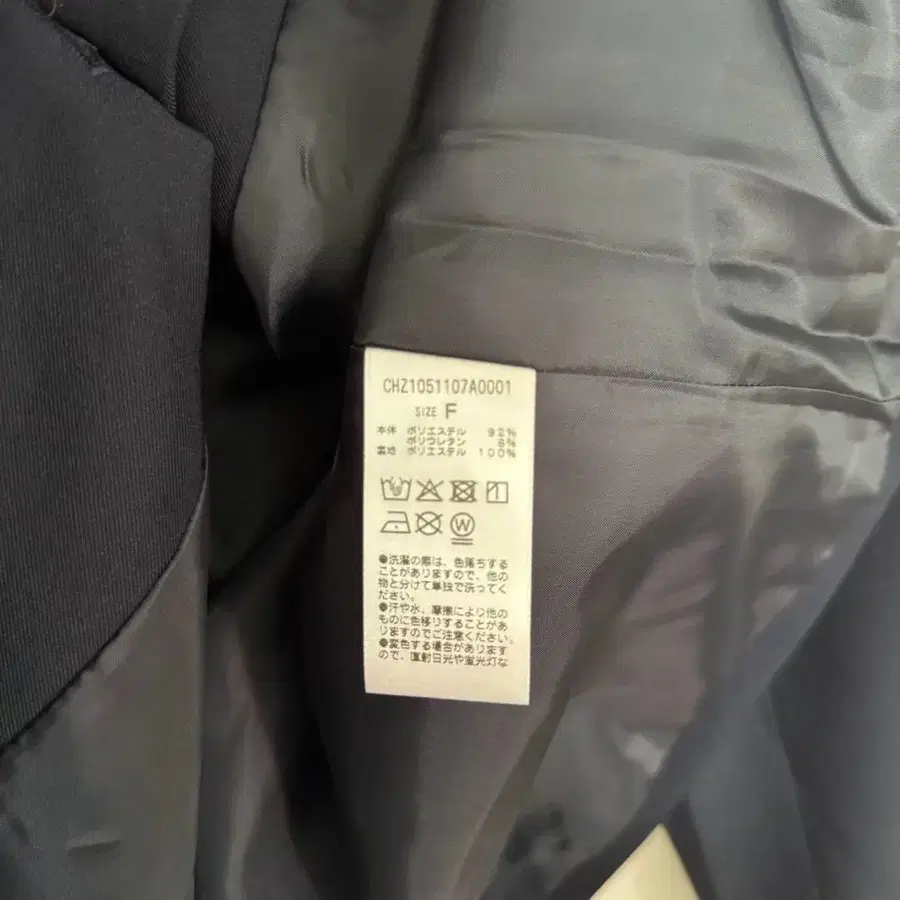 CHZ1051107A0001
SIZE F
本体 ポリエステル 92%
ポリウレタン 8%
裏地 ポリエステル 100%
W
●洗濯の際は、色落ちする
ことがありますので、他の
物と分けて単独で洗ってく
ださい。
●汗や水、摩擦により他の
ものに色移りすることがあ
りますのでご注意ください。
●変色する場合があります
ので、直射日光や蛍光灯な